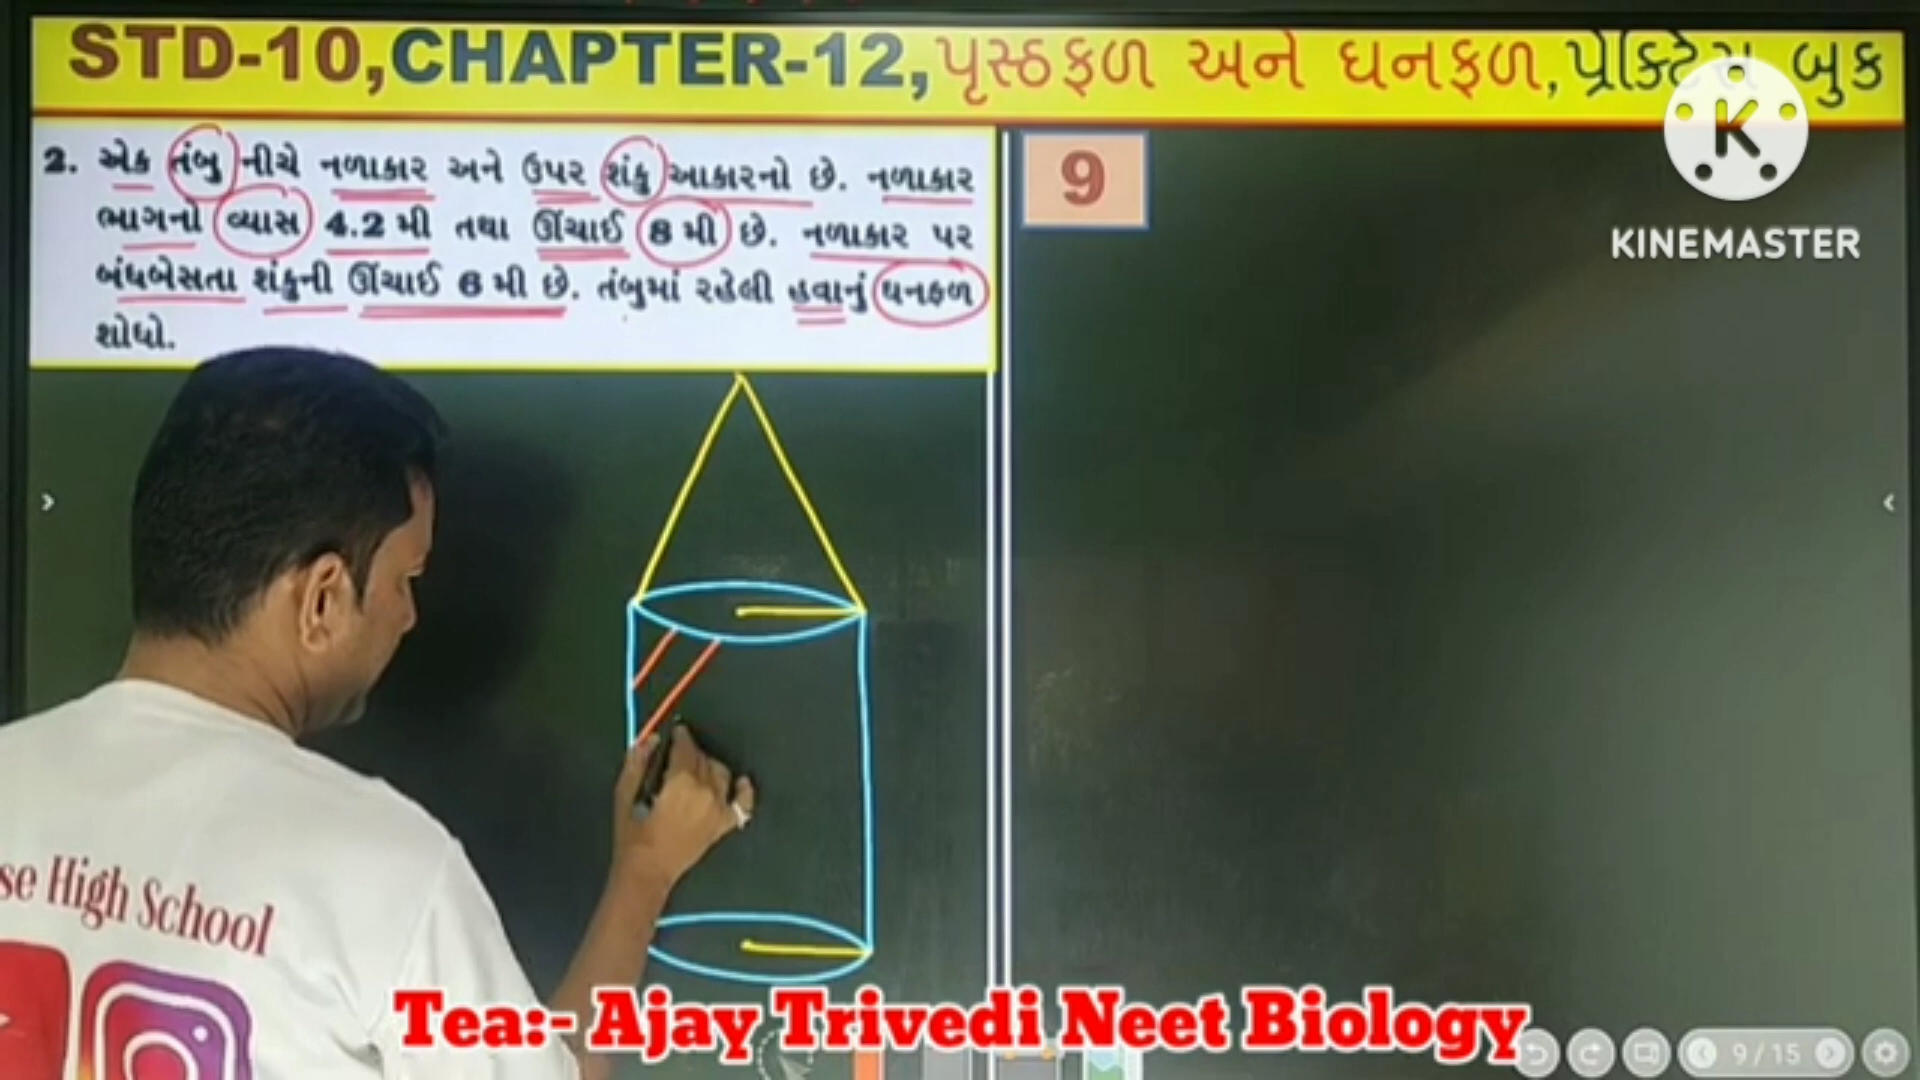 STD-10,CHAPTER-12,પૃસ્ઠફળ અને ઘનફળ,પ્રેક્ટિસ બુક
KINEMASTER
2. એક તંબુ નીચે નળાકાર અને ઉપર શંકુ આકારનો છે. નળાકાર
ભાગનો વ્યાસ 4.2 મી તથા ઊંચાઈ 8 મી છે. નળાકાર પર
બંધબેસતા શંકુની ઊંચાઈ 6 મી છે. તંબુમાં રહેલી હવાનું ઘનફળ
શોધો.
9
se High School
Tea:- Ajay Trivedi Neet Biology
9 / 15